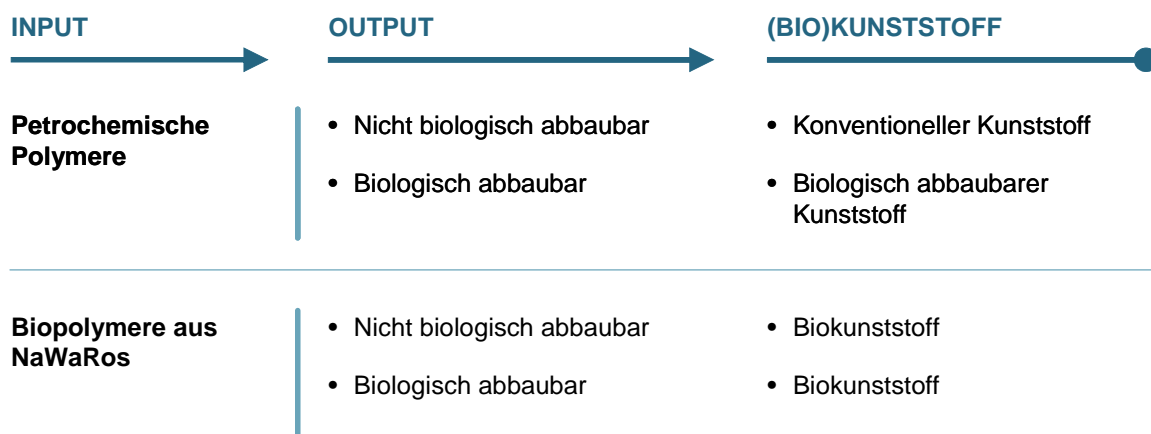 INPUT
OUTPUT
(BIO)KUNSTSTOFF
Petrochemische
Polymere
• Nicht biologisch abbaubar
• Biologisch abbaubar
• Konventioneller Kunststoff
• Biologisch abbaubarer
Kunststoff
Biopolymere aus
NaWaRos
• Nicht biologisch abbaubar
• Biologisch abbaubar
• Biokunststoff
• Biokunststoff